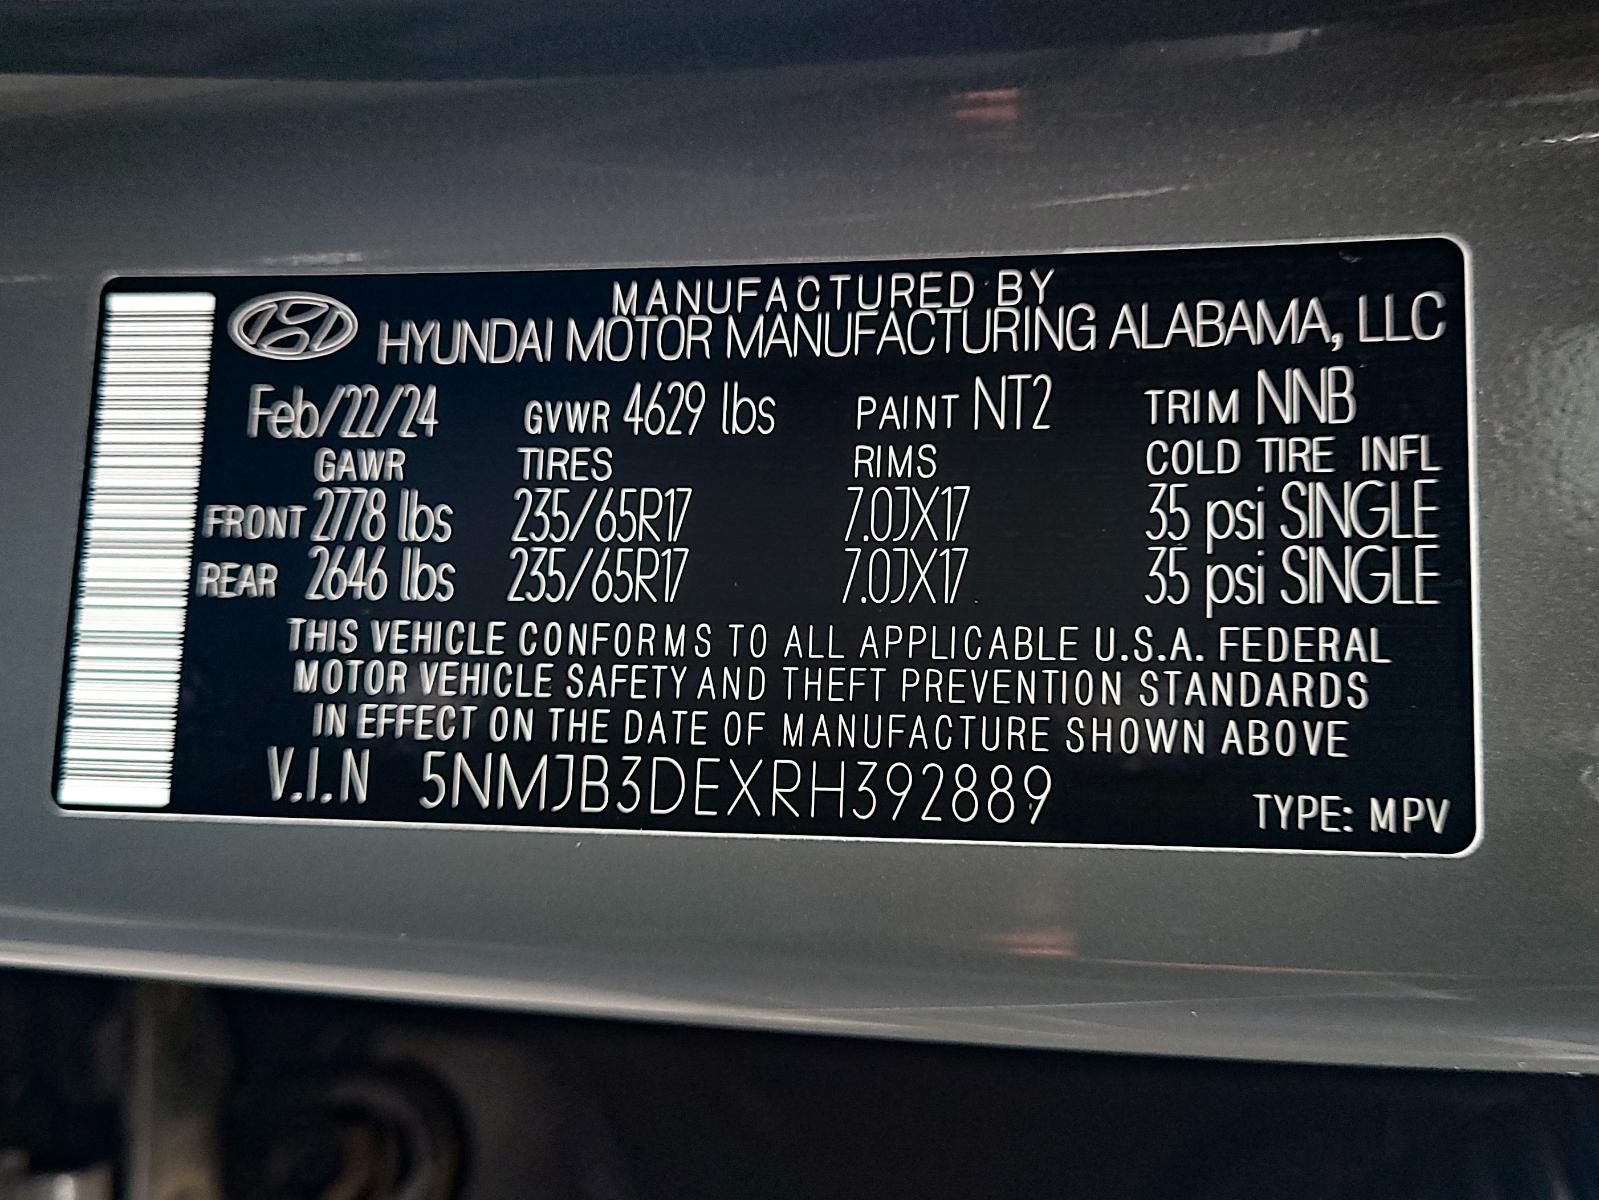 MANUFACTURED BY
HYUNDAI MOTOR MANUFACTURING ALABAMA, LLC
Feb/22/24 GVWR 4629 lbs PAINT NT2 TRIM NNB
GAWR TIRES RIMS COLD TIRE INFL
FRONT 2778 lbs 235/65R17 7.0JX17 35 psi SINGLE
REAR 2646 lbs 235/65R17 7.0JX17 35 psi SINGLE
THIS VEHICLE CONFORMS TO ALL APPLICABLE U.S.A. FEDERAL
MOTOR VEHICLE SAFETY AND THEFT PREVENTION STANDARDS
IN EFFECT ON THE DATE OF MANUFACTURE SHOWN ABOVE
V.I.N 5NMJB3DEXRH392889 TYPE: MPV